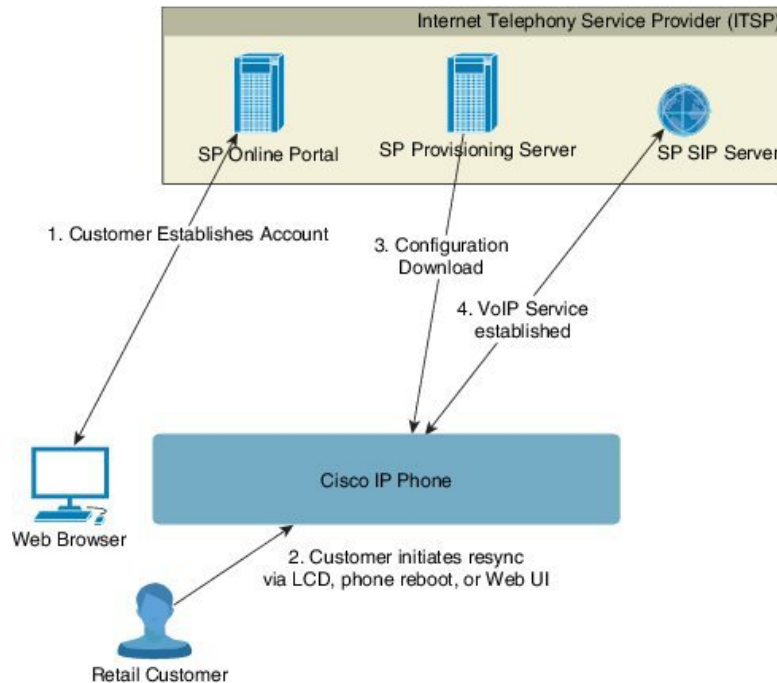 Internet Telephony Service Provider (ITSP)
SP Online Portal
SP Provisioning Server
SP SIP Server
1. Customer Establishes Account
3. Configuration
Download
4. VoIP Service
established
Cisco IP Phone
Web Browser
2. Customer initiates resync
via LCD, phone reboot, or Web UI
Retail Customer